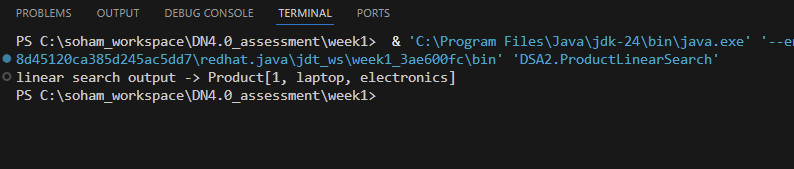 PROBLEMS OUTPUT DEBUG CONSOLE TERMINAL PORTS
PS C:\soham_workspace\DN4.0_assessment\week1> & 'C:\Program Files\Java\jdk-24\bin\java.exe' '--en
8d45120ca385d245ac5dd7\redhat.java\jdt_ws\week1_3ae600fc\bin' 'DSA2.ProductLinearSearch'
linear search output -> Product[1, laptop, electronics]
PS C:\soham_workspace\DN4.0_assessment\week1>